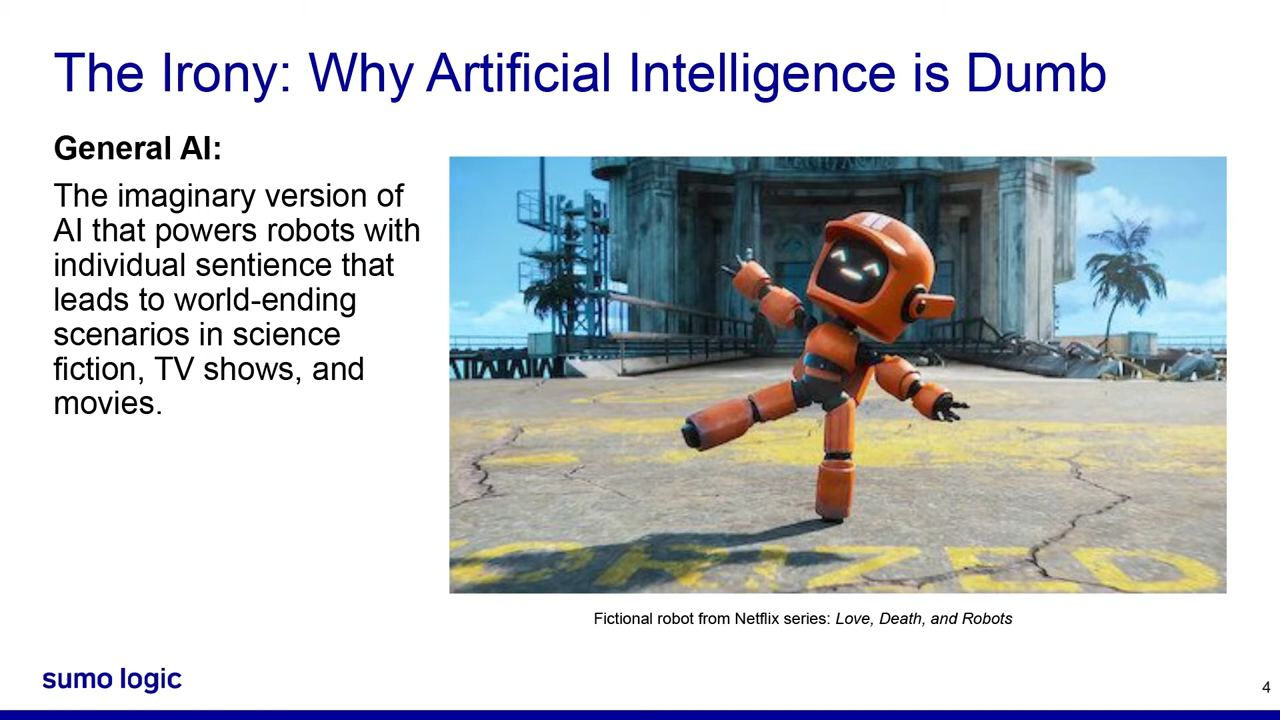 The Irony: Why Artificial Intelligence is Dumb
General AI:
The imaginary version of
AI that powers robots with
individual sentience that
leads to world-ending
scenarios in science
fiction, TV shows, and
movies.
Fictional robot from Netflix series: Love, Death, and Robots
sumo logic
4